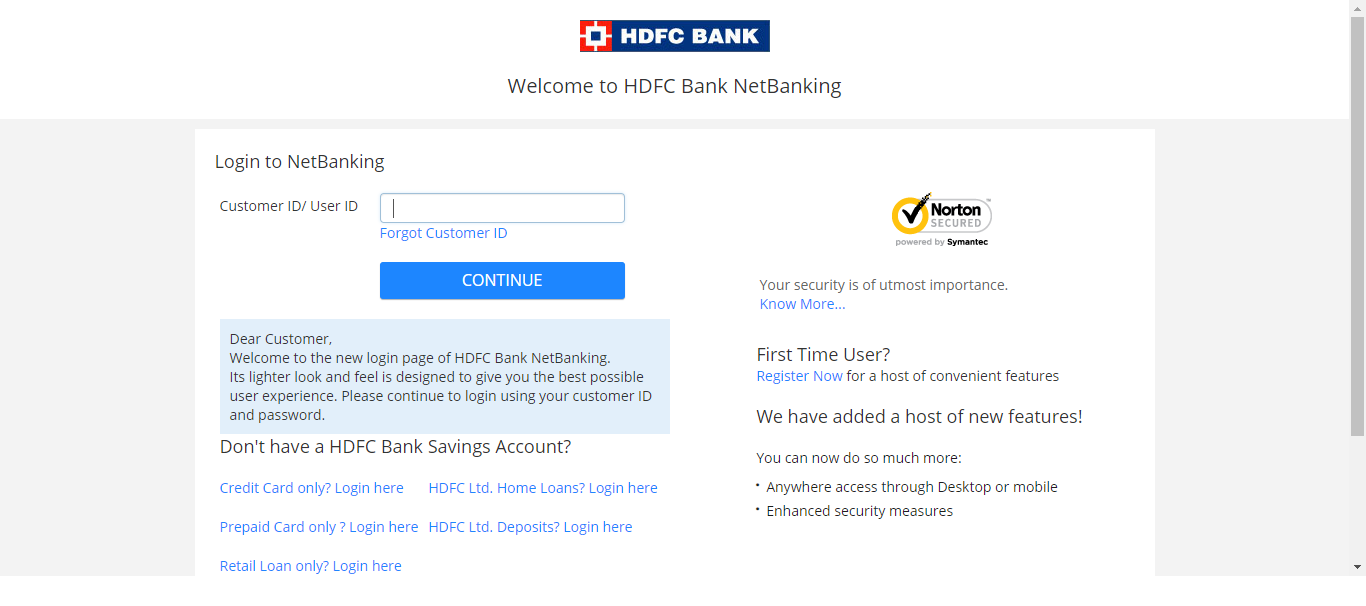 HDFC BANK
Welcome to HDFC Bank NetBanking
Login to NetBanking
Customer ID/ User ID
Forgot Customer ID
CONTINUE
Dear Customer,
Welcome to the new login page of HDFC Bank NetBanking.
Its lighter look and feel is designed to give you the best possible
user experience. Please continue to login using your customer ID
and password.
Don't have a HDFC Bank Savings Account?
Credit Card only? Login here
HDFC Ltd. Home Loans? Login here
Prepaid Card only ? Login here
HDFC Ltd. Deposits? Login here
Retail Loan only? Login here
Norton
SECURED
powered by Symantec
Your security is of utmost importance.
Know More...
First Time User?
Register Now for a host of convenient features
We have added a host of new features!
You can now do so much more:
• Anywhere access through Desktop or mobile
• Enhanced security measures